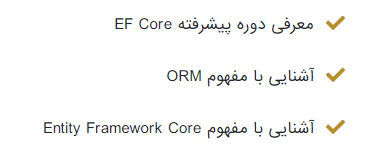 معرفی دوره پیشرفته EF Core
آشنایی با مفهوم ORM
آشنایی با مفهوم Entity Framework Core